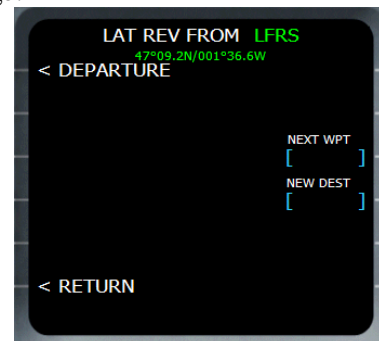 LAT REV FROM LFRS
47°09.2N/001°36.6W
< DEPARTURE
NEXT WPT
[ ]
NEW DEST
[ ]
< RETURN